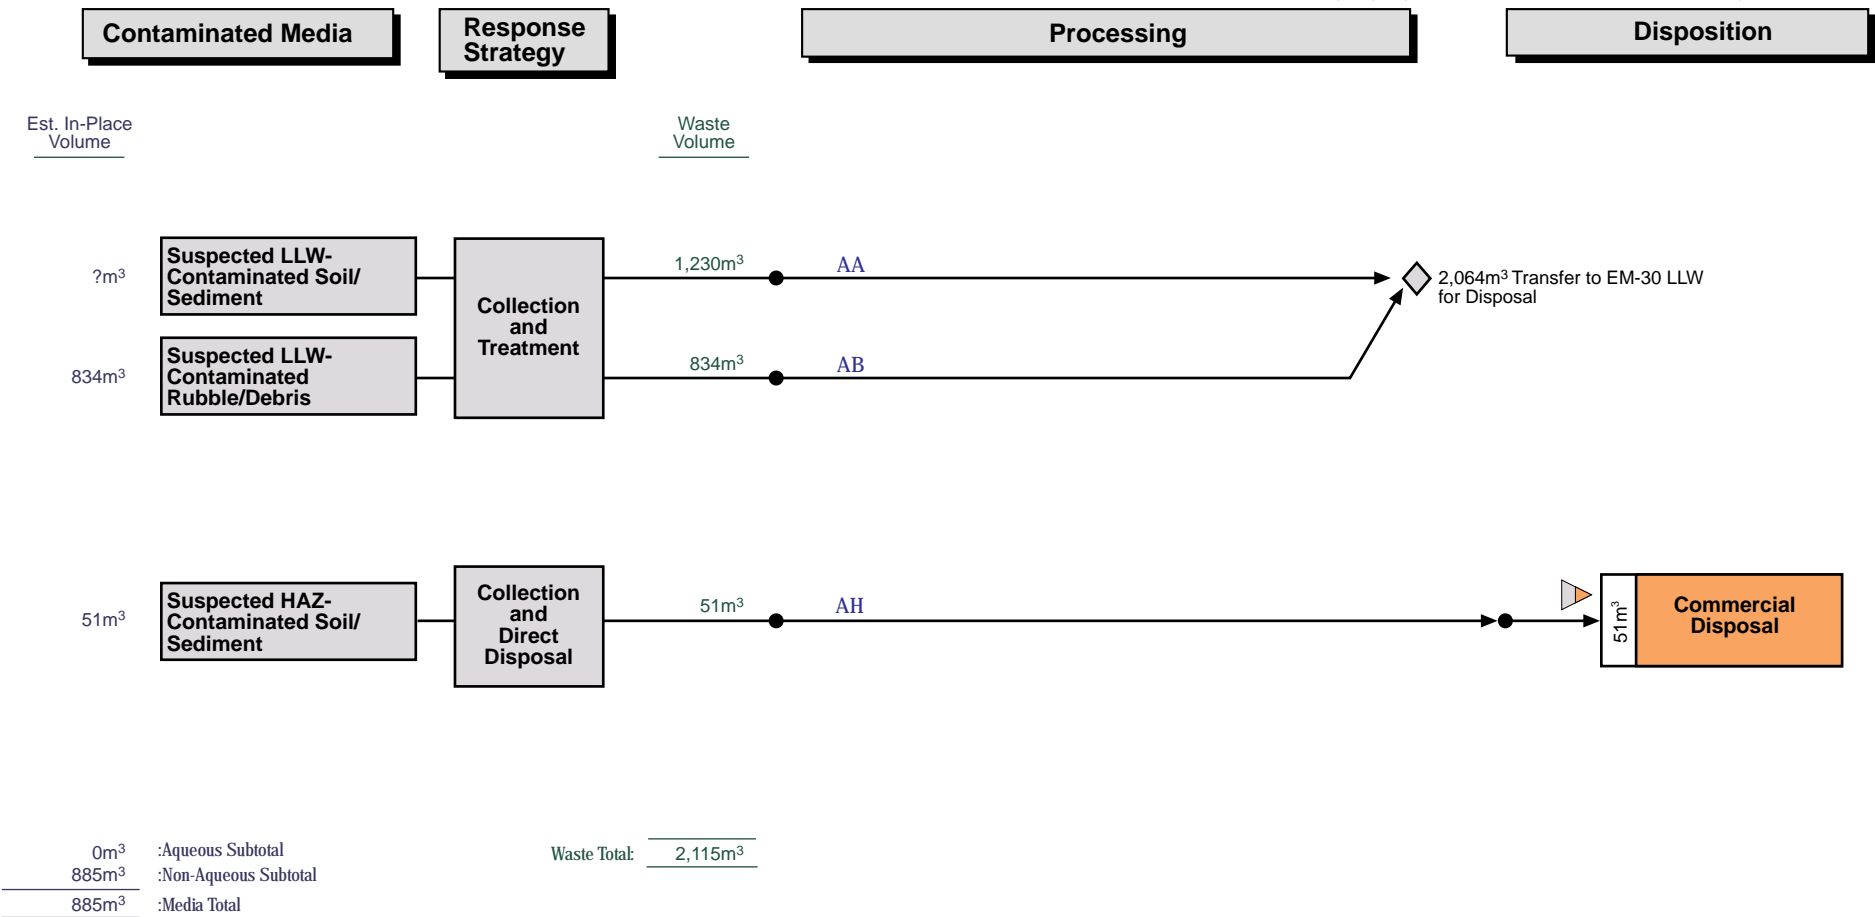 Contaminated Media
Response
Strategy
Processing
Disposition
Est. In-Place
Volume
Waste
Volume
?m³
Suspected LLW-
Contaminated Soil/
Sediment
Collection
and
Treatment
1,230m³
AA
2,064m³ Transfer to EM-30 LLW
for Disposal
834m³
Suspected LLW-
Contaminated
Rubble/Debris
834m³
AB
51m³
Suspected HAZ-
Contaminated Soil/
Sediment
Collection
and
Direct
Disposal
51m³
AH
51m³
Commercial
Disposal
0m³ :Aqueous Subtotal
885m³ :Non-Aqueous Subtotal
885m³ :Media Total
Waste Total: 2,115m³